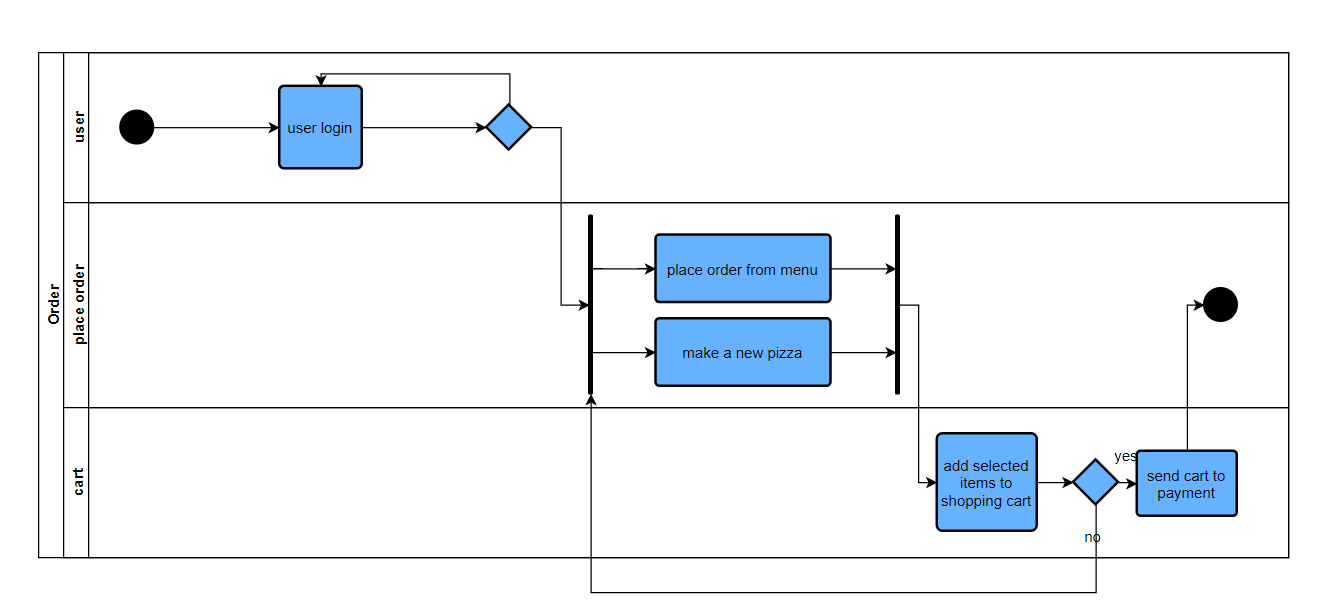 Order
user
user login
place order
place order from menu
make a new pizza
cart
add selected
items to
shopping cart
yes
send cart to
payment
no